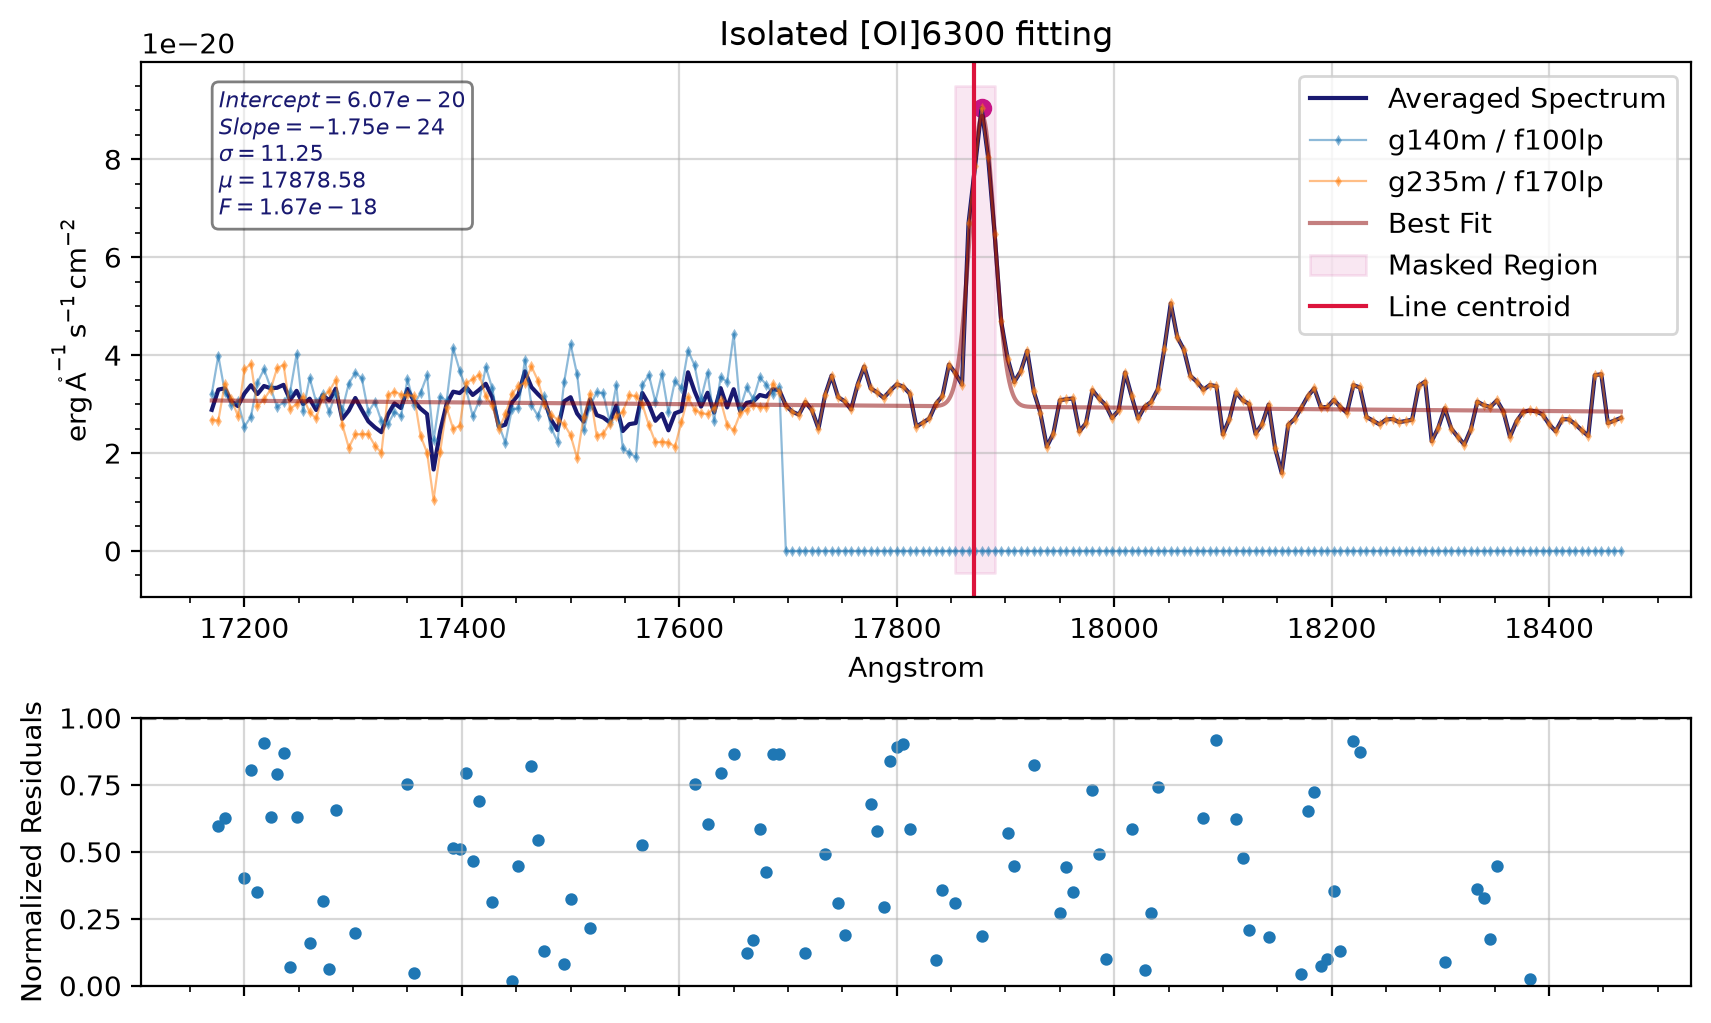 Isolated [OI]6300 fitting
1e−20
Intercept = 6.07e − 20
Slope = −1.75e − 24
σ = 11.25
μ = 17878.58
F = 1.67e − 18
Averaged Spectrum
g140m / f100lp
g235m / f170lp
Best Fit
Masked Region
Line centroid
8
6
4
2
0
erg Å⁻¹ s⁻¹ cm⁻²
17200 17400 17600 17800 18000 18200 18400
Angstrom
1.00
0.75
0.50
0.25
0.00
Normalized Residuals